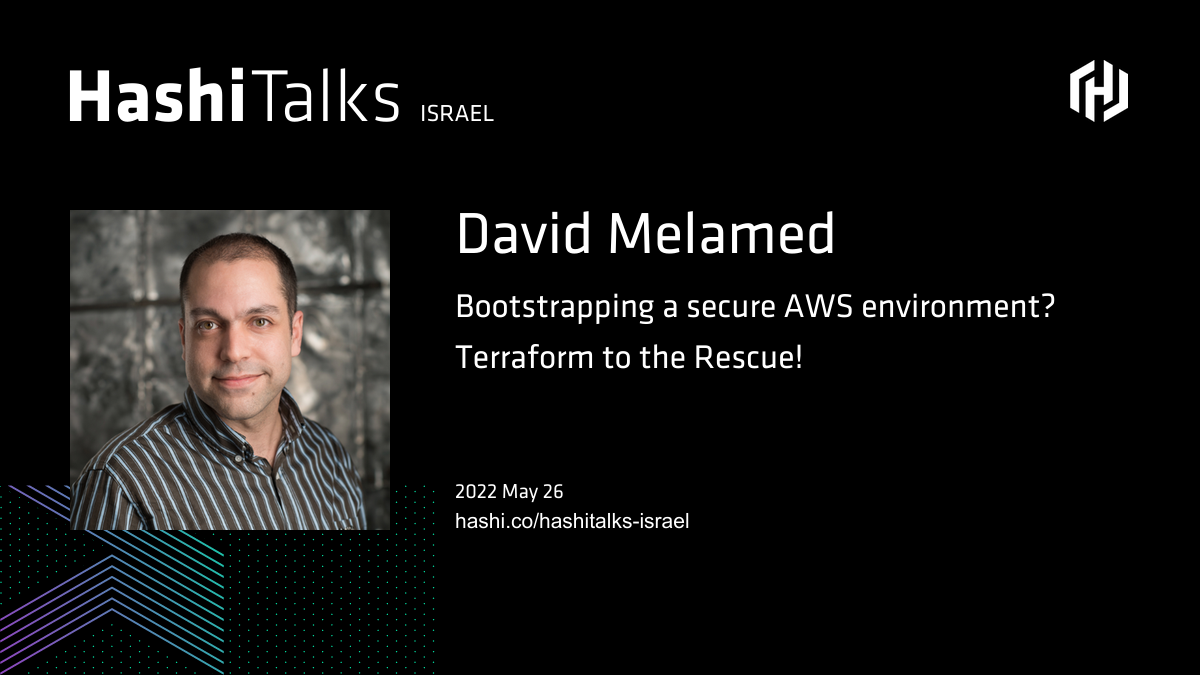 HashiTalks ISRAEL
David Melamed
Bootstrapping a secure AWS environment?
Terraform to the Rescue!
2022 May 26
hashi.co/hashitalks-israel